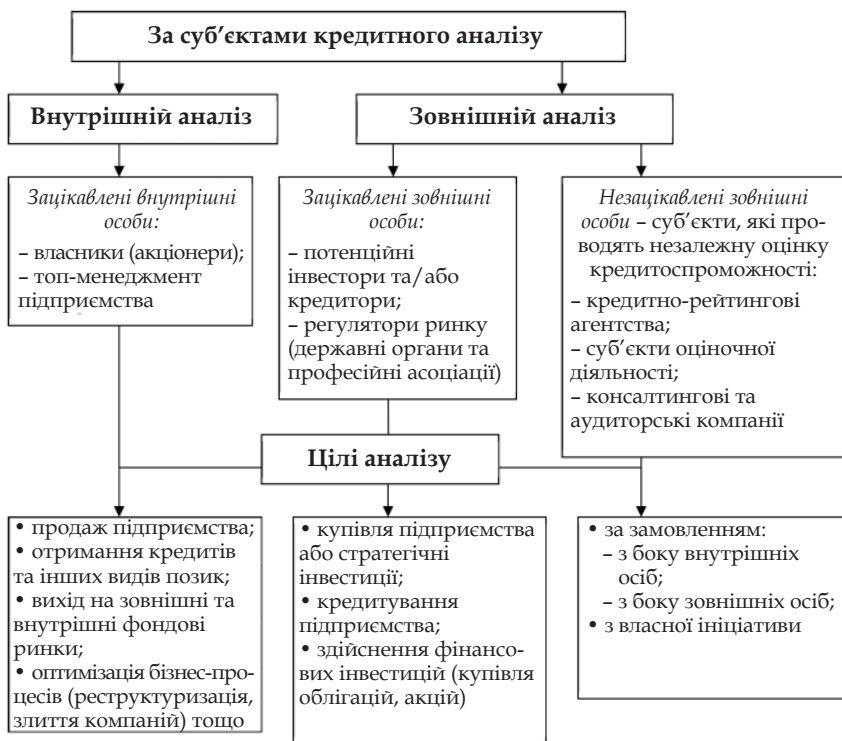 За суб’єктами кредитного аналізу
Внутрішній аналіз
Зовнішній аналіз
Зацікавлені внутрішні
особи:
– власники (акціонери);
– топ-менеджмент
підприємства
Зацікавлені зовнішні
особи:
– потенційні
інвестори та/або
кредитори;
– регулятори ринку
(державні органи та
професійні асоціації)
Незацікавлені зовнішні
особи – суб’єкти, які про-
водять незалежну оцінку
кредитоспроможності:
– кредитно-рейтингові
агентства;
– суб’єкти оціночної
діяльності;
– консалтингові та
аудиторські компанії
Цілі аналізу
• продаж підприємства;
• отримання кредитів
та інших видів позик;
• вихід на зовнішні та
внутрішні фондові
ринки;
• оптимізація бізнес-про-
цесів (реструктуризація,
злиття компаній) тощо
• купівля підприємства
або стратегічні
інвестиції;
• кредитування
підприємства;
• здійснення фінансо-
вих інвестицій (купівля
облігацій, акцій)
• за замовленням:
– з боку внутрішніх
осіб;
– з боку зовнішніх осіб;
• з власної ініціативи